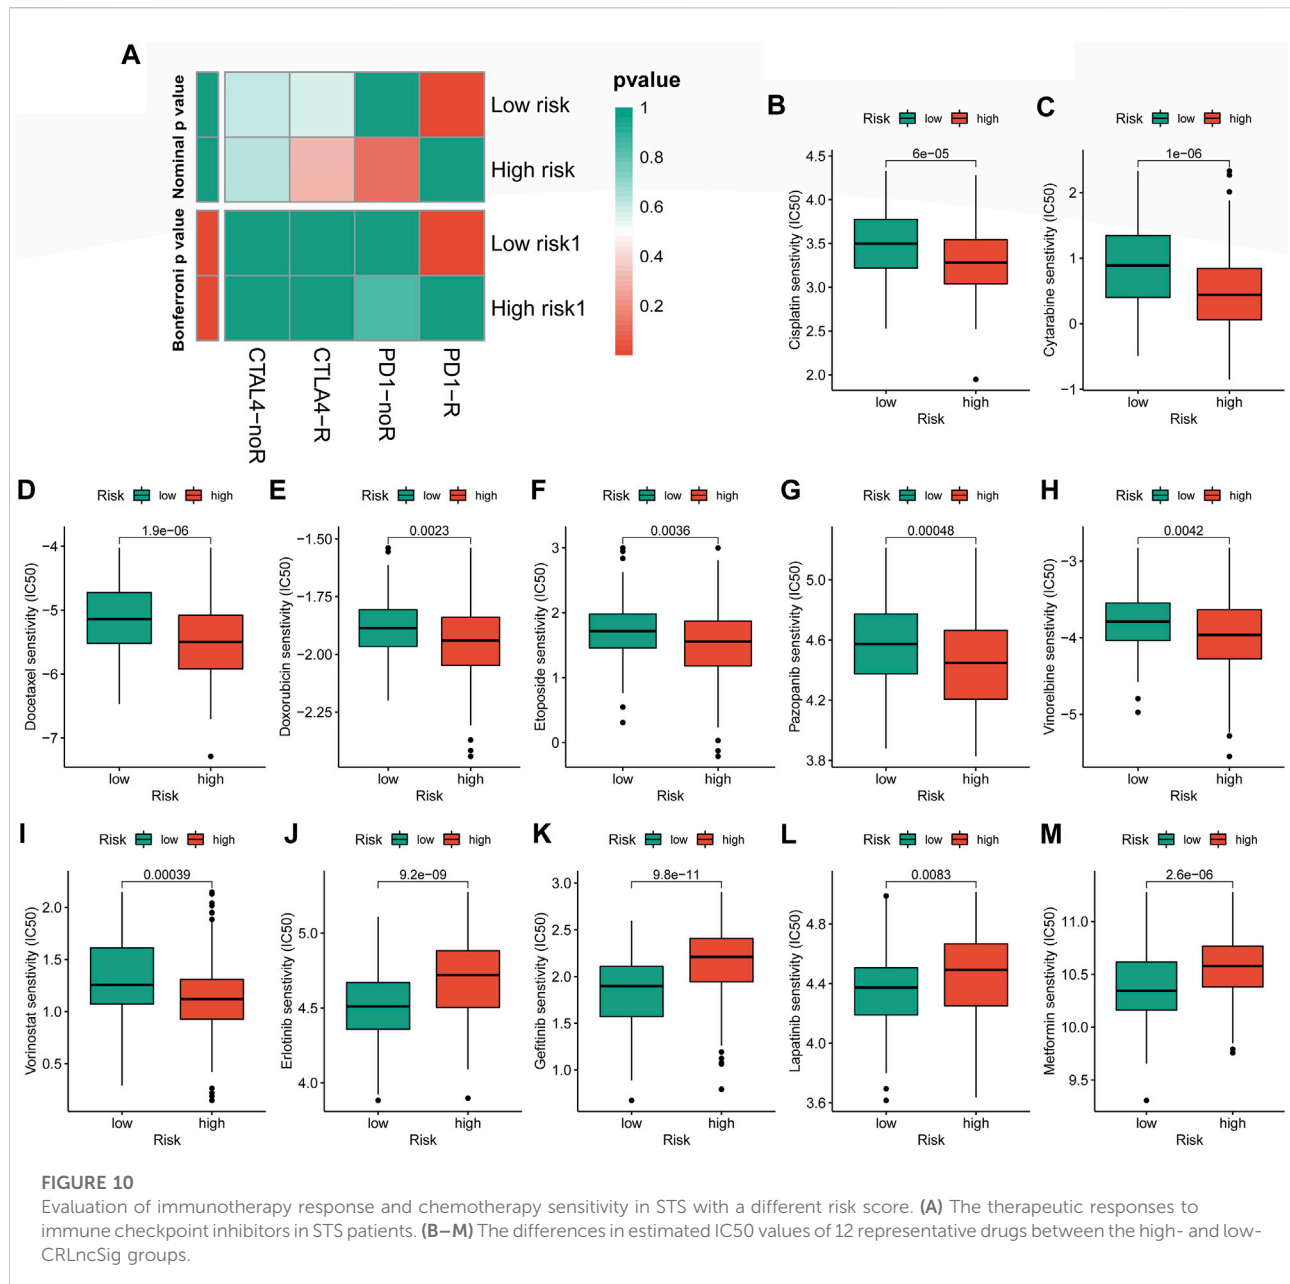 A
Nominal p value
Bonferroni p value
Low risk
High risk
Low risk1
High risk1
CTAL4−noR
CTLA4−R
PD1−noR
PD1−R
pvalue
1
0.8
0.6
0.4
0.2
B
Risk low high
6e−05
Cisplatin senstivity (IC50)
4.5
4.0
3.5
3.0
2.5
2.0
low high
Risk
C
Risk low high
1e−06
Cytarabine senstivity (IC50)
2
1
0
−1
low high
Risk
D
Risk low high
1.9e−06
Docetaxel senstivity (IC50)
−4
−5
−6
−7
low high
Risk
E
Risk low high
0.0023
Doxorubicin senstivity (IC50)
−1.50
−1.75
−2.00
−2.25
low high
Risk
F
Risk low high
0.0036
Etoposide senstivity (IC50)
3
2
1
0
low high
Risk
G
Risk low high
0.00048
Pazopanib senstivity (IC50)
5.0
4.6
4.2
3.8
low high
Risk
H
Risk low high
0.0042
Vinorelbine senstivity (IC50)
−3
−4
−5
low high
Risk
I
Risk low high
0.00039
Vorinostat senstivity (IC50)
2.0
1.5
1.0
0.5
low high
Risk
J
Risk low high
9.2e−09
Erlotinib senstivity (IC50)
5.0
4.5
4.0
low high
Risk
K
Risk low high
9.8e−11
Gefitinib senstivity (IC50)
3.0
2.5
2.0
1.5
1.0
low high
Risk
L
Risk low high
0.0083
Lapatinib senstivity (IC50)
4.8
4.4
4.0
3.6
low high
Risk
M
Risk low high
2.6e−06
Metformin senstivity (IC50)
11.0
10.5
10.0
9.5
low high
Risk
FIGURE 10
Evaluation of immunotherapy response and chemotherapy sensitivity in STS with a different risk score. (A) The therapeutic responses to
immune checkpoint inhibitors in STS patients. (B–M) The differences in estimated IC50 values of 12 representative drugs between the high- and low-
CRLncSig groups.